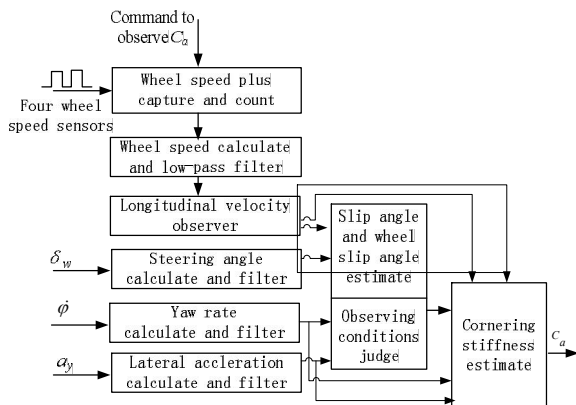 Command to
observe Ca
Wheel speed plus
capture and count
Four wheel
speed sensors
Wheel speed calculate
and low-pass filter
Longitudinal velocity
observer
Slip angle
and wheel
slip angle
estimate
δw
Steering angle
calculate and filter
φ̇
Yaw rate
calculate and filter
Observing
conditions
judge
Cornering
stiffness
estimate
Ca
ay
Lateral accleration
calculate and filter